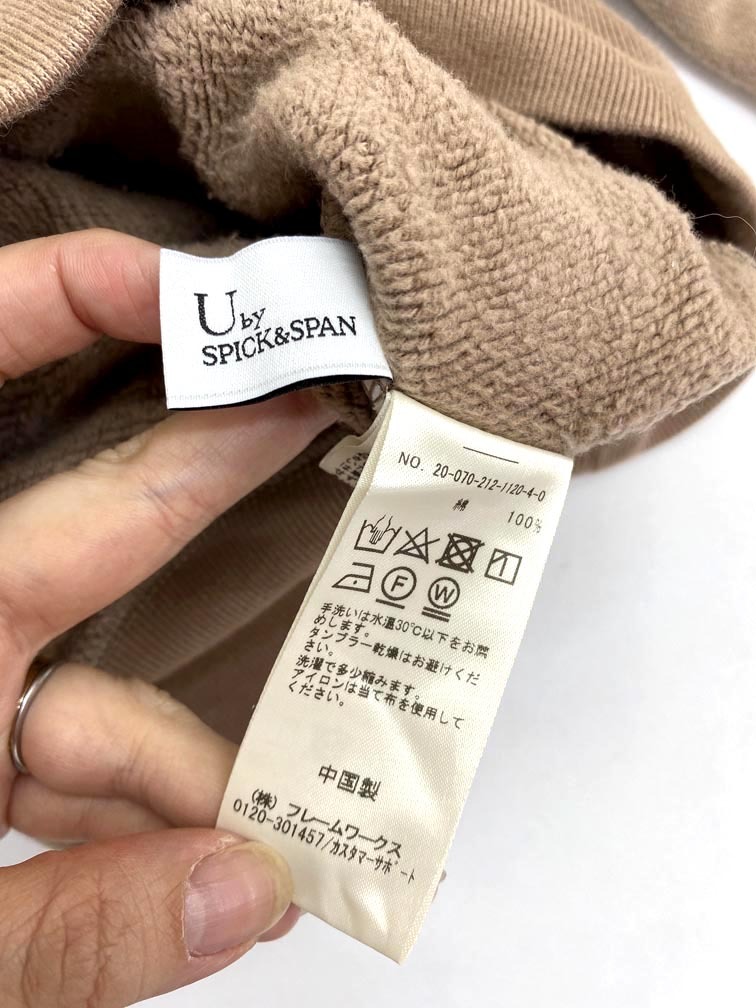 U by
SPICK&SPAN
NO. 20-070-212-1120-4-0
綿 100%
F W
手洗いは水温30℃以下をお勧
めします。
タンブラー乾燥はお避けくだ
さい。
洗濯で多少縮みます。
アイロンは当て布を使用して
ください。
中国製
(株) フレームワークス
0120-301457/カスタマーサポート